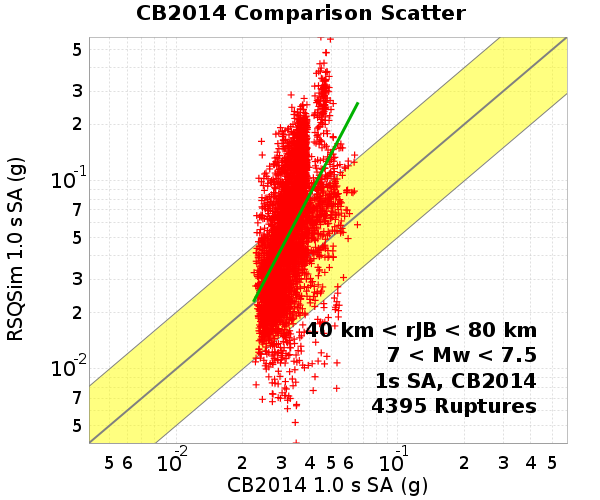 CB2014 Comparison Scatter
RSQSim 1.0 s SA (g)
5
3
2
10-1
7
5
3
2
10-2
7
5
40 km < rJB < 80 km
7 < Mw < 7.5
1s SA, CB2014
4395 Ruptures
5 6 10-2 2 3 4 5 6 10-1 2 3 4 5
CB2014 1.0 s SA (g)